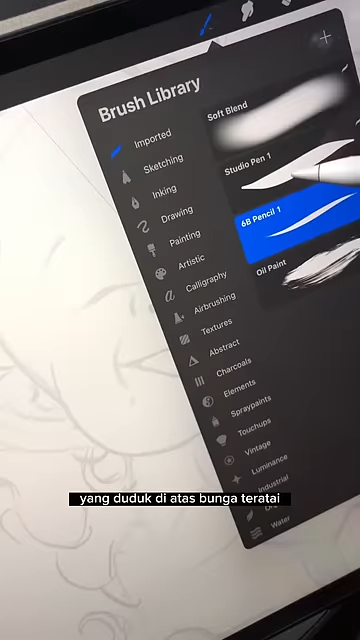 Brush Library
Imported
Sketching
Inking
Drawing
Painting
Artistic
Calligraphy
Airbrushing
Textures
Abstract
Charcoals
Elements
Spraypaints
Touchups
Vintage
Luminance
Industrial
Water
Soft Blend
Studio Pen 1
6B Pencil 1
Oil Paint
yang duduk di atas bunga teratai